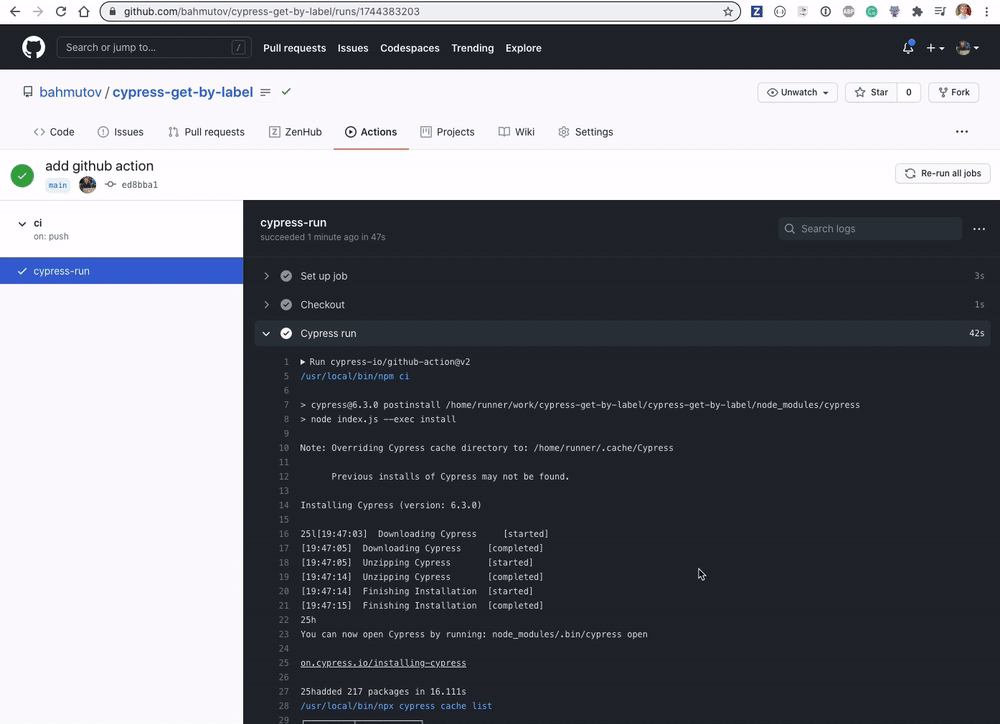 github.com/bahmutov/cypress-get-by-label/runs/1744383203
Search or jump to... / Pull requests Issues Codespaces Trending Explore
bahmutov / cypress-get-by-label Unwatch Star 0 Fork
Code Issues Pull requests ZenHub Actions Projects Wiki Settings
add github action
main ed8bba1 Re-run all jobs
ci
on: push
cypress-run
cypress-run
succeeded 1 minute ago in 47s
Search logs
Set up job 3s
Checkout 1s
Cypress run 42s
1 Run cypress-io/github-action@v2
5 /usr/local/bin/npm ci
6
7 > cypress@6.3.0 postinstall /home/runner/work/cypress-get-by-label/cypress-get-by-label/node_modules/cypress
8 > node index.js --exec install
9
10 Note: Overriding Cypress cache directory to: /home/runner/.cache/Cypress
11
12 Previous installs of Cypress may not be found.
13
14 Installing Cypress (version: 6.3.0)
15
16 25l[19:47:03] Downloading Cypress [started]
17 [19:47:05] Downloading Cypress [completed]
18 [19:47:05] Unzipping Cypress [started]
19 [19:47:14] Unzipping Cypress [completed]
20 [19:47:14] Finishing Installation [started]
21 [19:47:15] Finishing Installation [completed]
22 25h
23 You can now open Cypress by running: node_modules/.bin/cypress open
24
25 on.cypress.io/installing-cypress
26
27 25hadded 217 packages in 16.111s
28 /usr/local/bin/npx cypress cache list
29